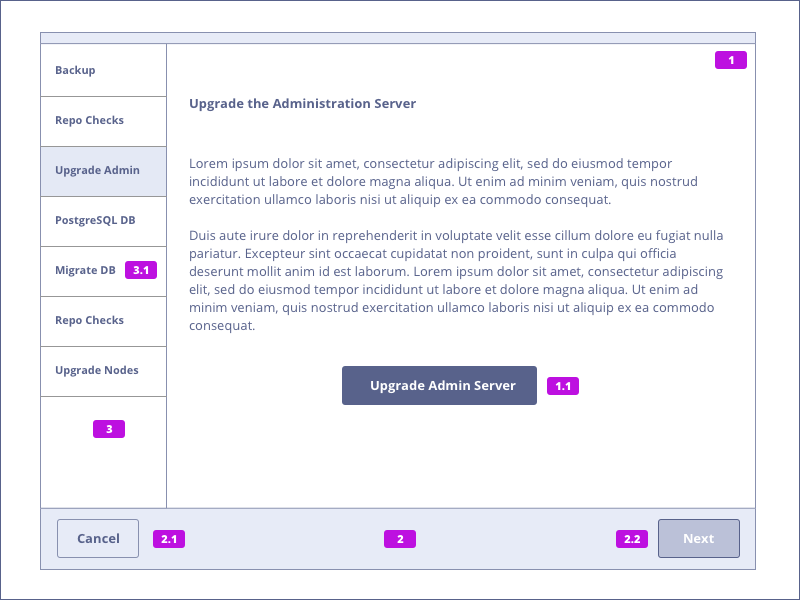 1
Backup
Repo Checks
Upgrade Admin
PostgreSQL DB
Migrate DB 3.1
Repo Checks
Upgrade Nodes
3
Upgrade the Administration Server
Lorem ipsum dolor sit amet, consectetur adipiscing elit, sed do eiusmod tempor
incididunt ut labore et dolore magna aliqua. Ut enim ad minim veniam, quis nostrud
exercitation ullamco laboris nisi ut aliquip ex ea commodo consequat.
Duis aute irure dolor in reprehenderit in voluptate velit esse cillum dolore eu fugiat nulla
pariatur. Excepteur sint occaecat cupidatat non proident, sunt in culpa qui officia
deserunt mollit anim id est laborum. Lorem ipsum dolor sit amet, consectetur adipiscing
elit, sed do eiusmod tempor incididunt ut labore et dolore magna aliqua. Ut enim ad
minim veniam, quis nostrud exercitation ullamco laboris nisi ut aliquip ex ea commodo
consequat.
Upgrade Admin Server 1.1
Cancel 2.1 2 2.2 Next